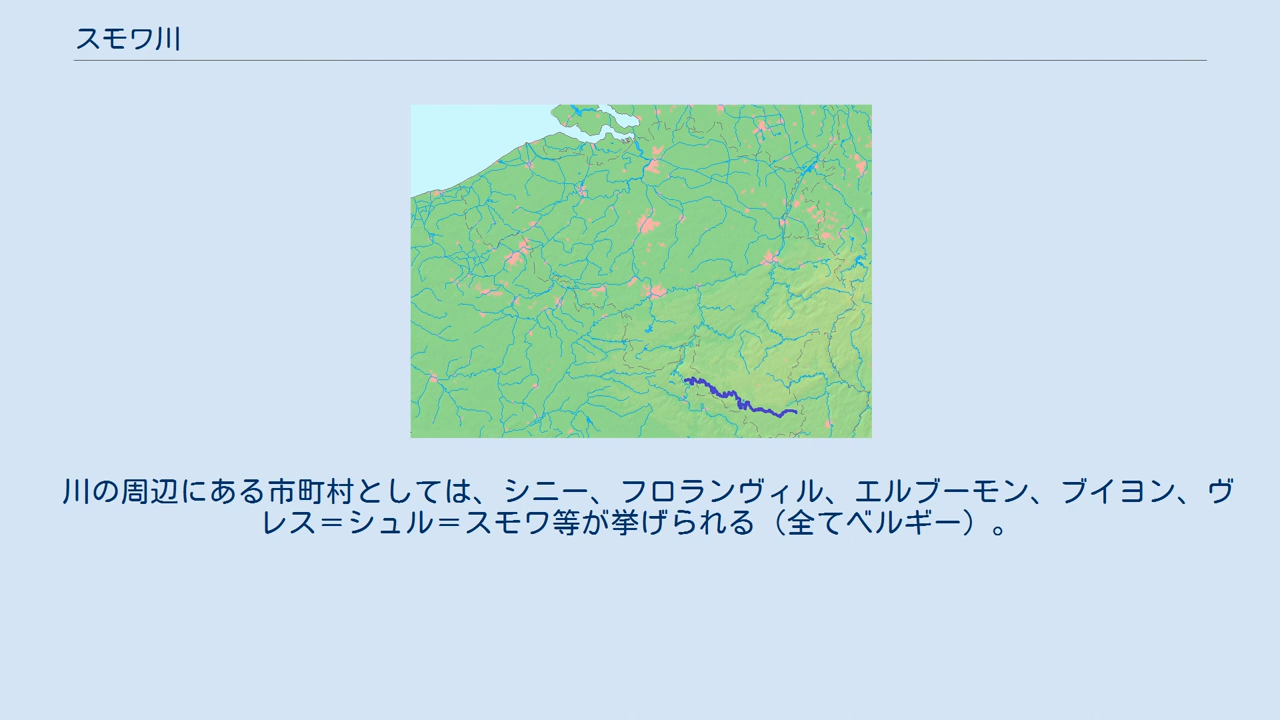 スモワ川
川の周辺にある市町村としては、シニー、フロランヴィル、エルブーモン、ブイヨン、ヴ
レス＝シュル＝スモワ等が挙げられる（全てベルギー）。